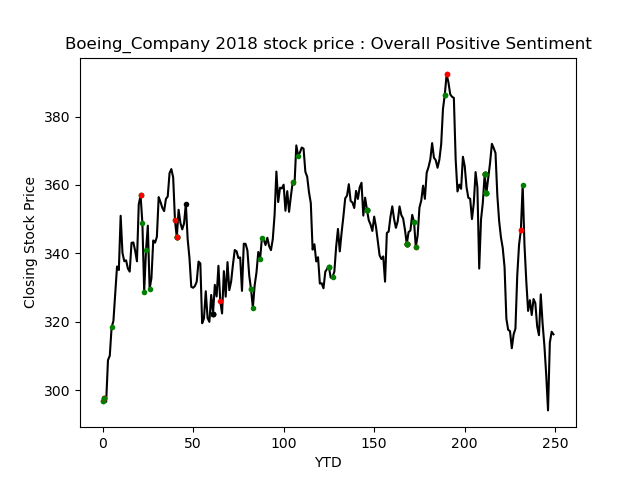 Boeing_Company 2018 stock price : Overall Positive Sentiment
Closing Stock Price
380
360
340
320
300
0 50 100 150 200 250
YTD